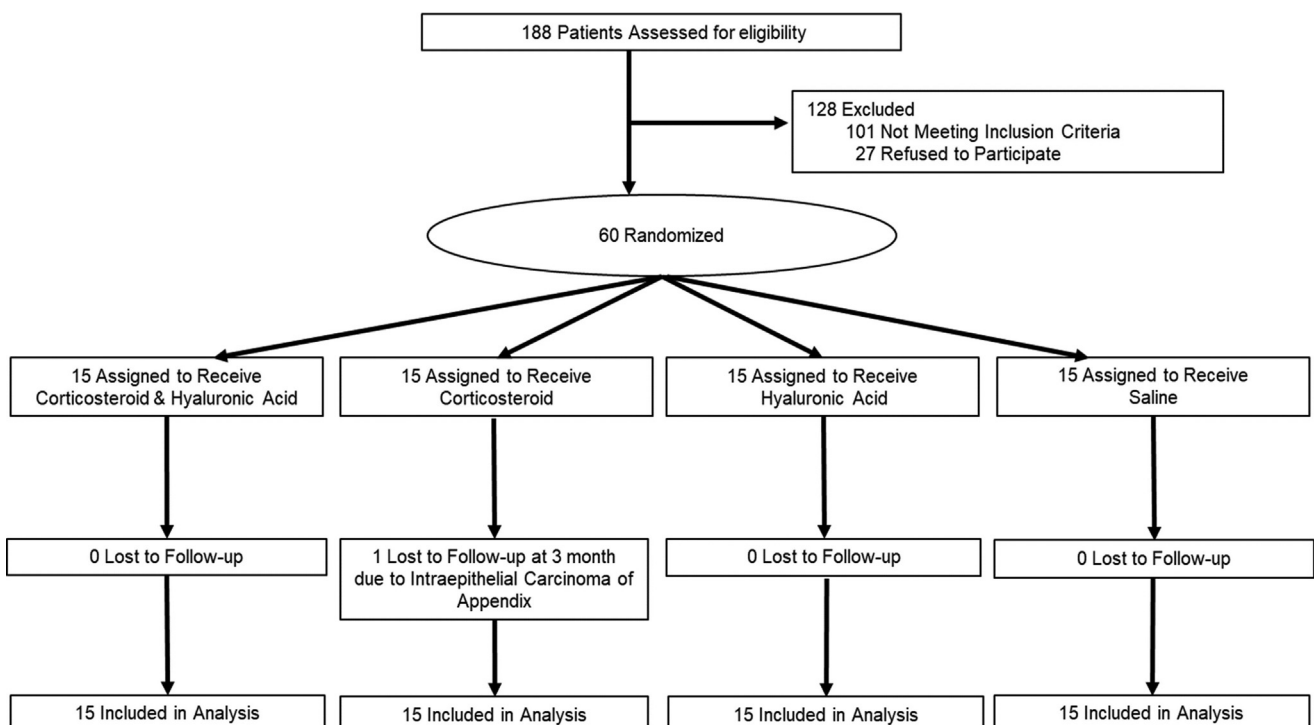 188 Patients Assessed for eligibility
128 Excluded
101 Not Meeting Inclusion Criteria
27 Refused to Participate
60 Randomized
15 Assigned to Receive
Corticosteroid & Hyaluronic Acid
15 Assigned to Receive
Corticosteroid
15 Assigned to Receive
Hyaluronic Acid
15 Assigned to Receive
Saline
0 Lost to Follow-up
1 Lost to Follow-up at 3 month
due to Intraepithelial Carcinoma of
Appendix
0 Lost to Follow-up
0 Lost to Follow-up
15 Included in Analysis
15 Included in Analysis
15 Included in Analysis
15 Included in Analysis